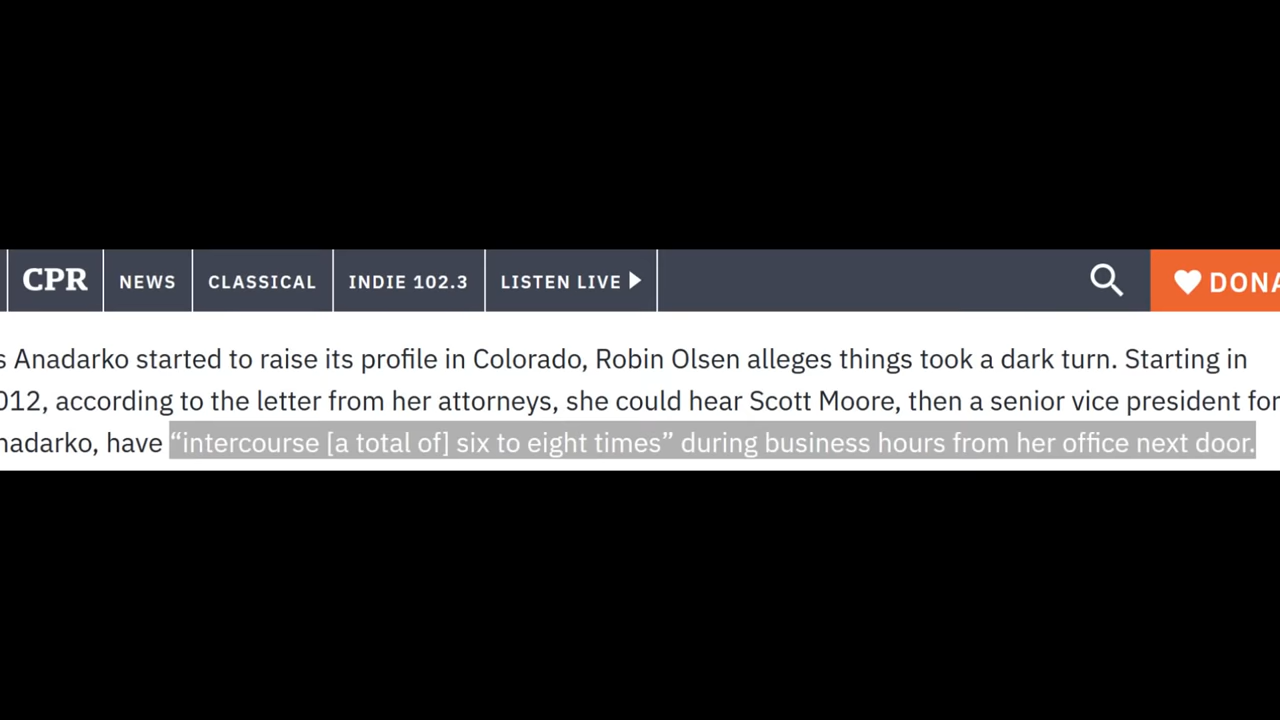 CPR NEWS CLASSICAL INDIE 102.3 LISTEN LIVE DONA
s Anadarko started to raise its profile in Colorado, Robin Olsen alleges things took a dark turn. Starting in
012, according to the letter from her attorneys, she could hear Scott Moore, then a senior vice president for
nadarko, have “intercourse [a total of] six to eight times” during business hours from her office next door.